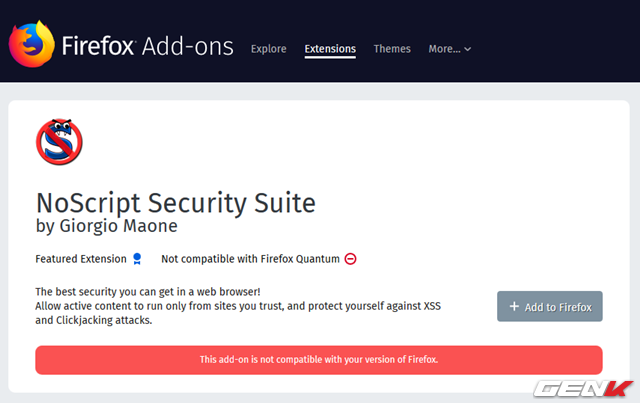 Firefox Add-ons Explore Extensions Themes More...
NoScript Security Suite
by Giorgio Maone
Featured Extension Not compatible with Firefox Quantum
The best security you can get in a web browser!
Allow active content to run only from sites you trust, and protect yourself against XSS
and Clickjacking attacks.
+ Add to Firefox
This add-on is not compatible with your version of Firefox.
GENK